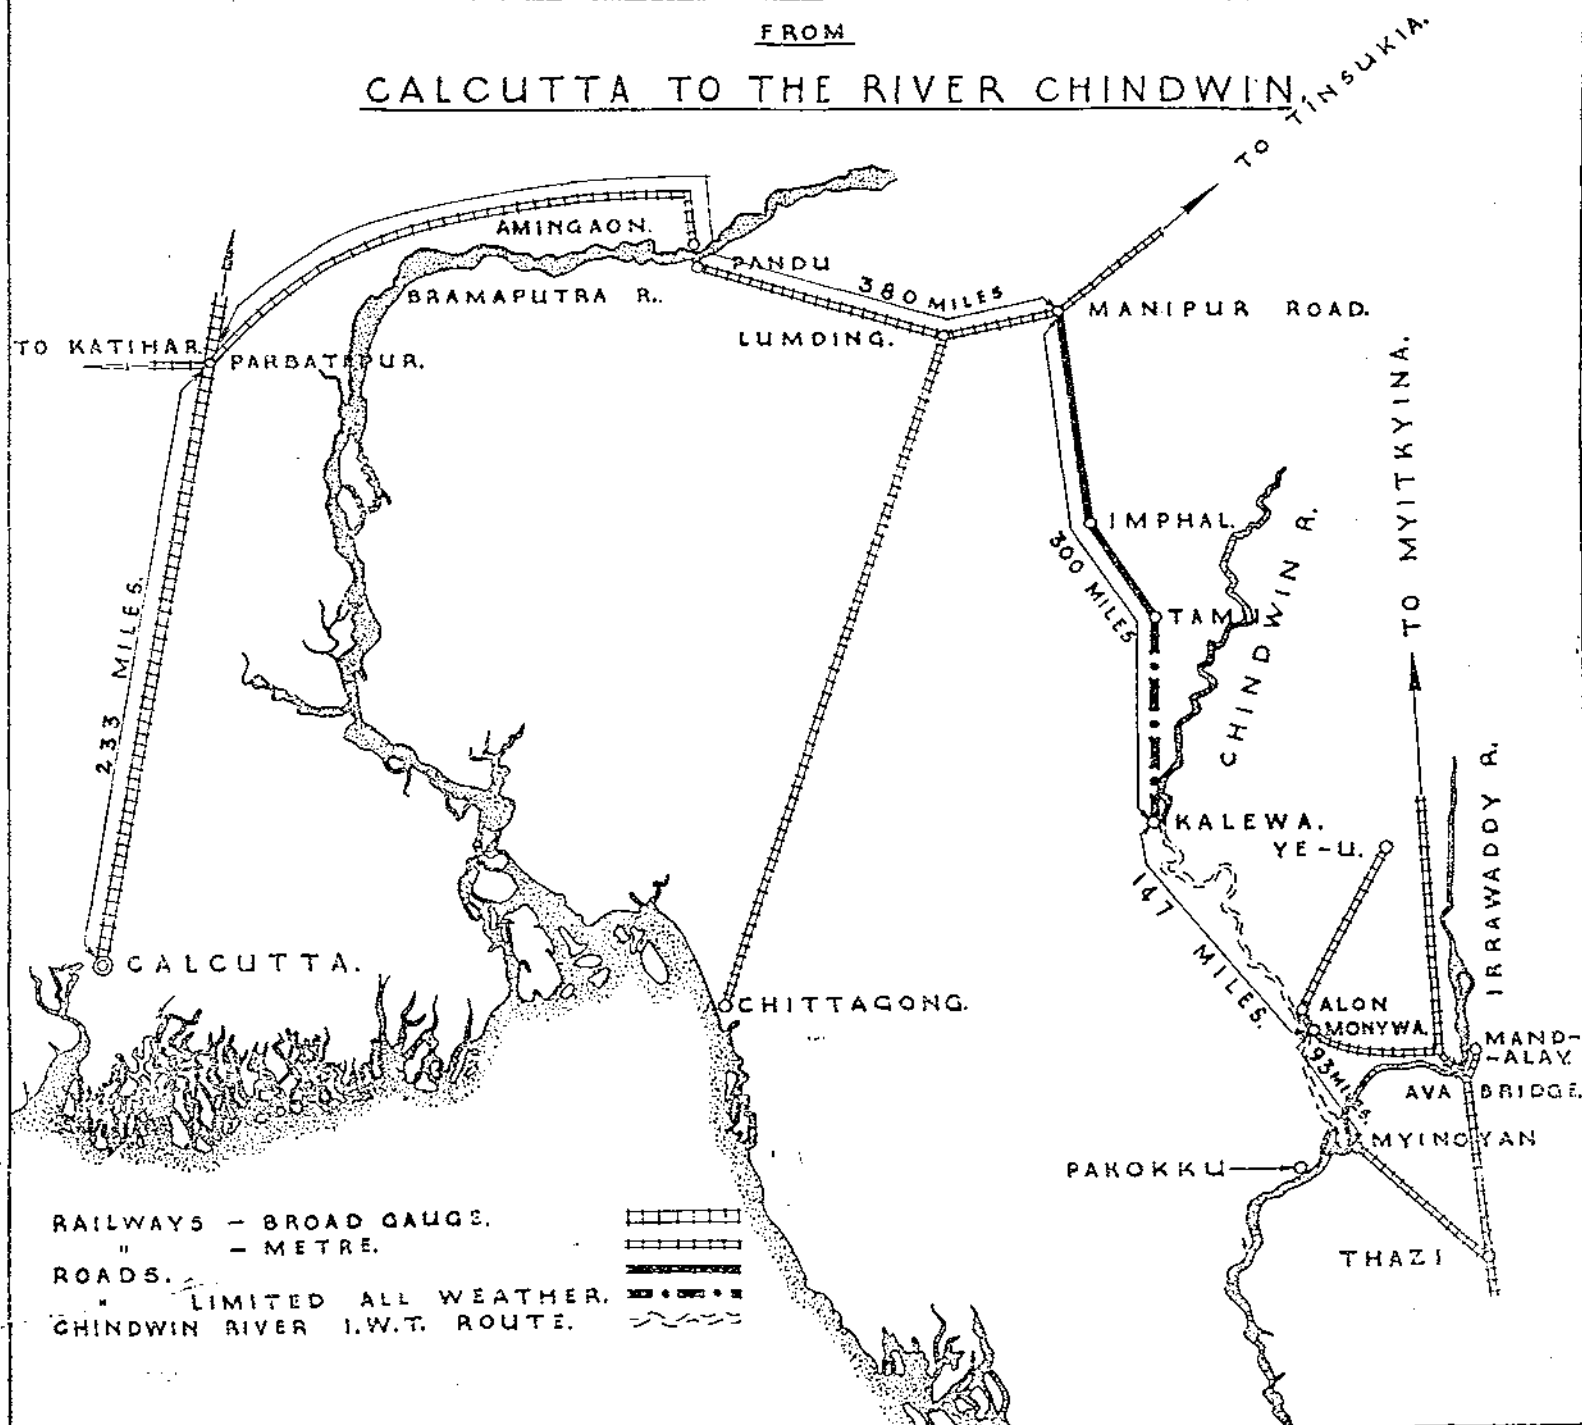 FROM
CALCUTTA TO THE RIVER CHINDWIN
TO TINSUKIA.
AMINGAON.
PANDU
BRAMAPUTRA R..
380 MILES
MANIPUR ROAD.
LUMDING.
TO KATIHAR.
PARBATIPUR.
TO MYITKYINA.
IMPHAL.
300 MILES
TAMU
CHINDWIN R.
233 MILES.
KALEWA.
YE-U.
147 MILES.
IRRAWADDY R.
CALCUTTA.
CHITTAGONG.
ALON
MONYWA.
MAND-
-ALAY.
93 MILES.
AVA BRIDGE.
MYINGYAN
PAKOKKU
THAZI
RAILWAYS - BROAD GAUGE.
" - METRE.
ROADS.
" LIMITED ALL WEATHER.
CHINDWIN RIVER I.W.T. ROUTE.